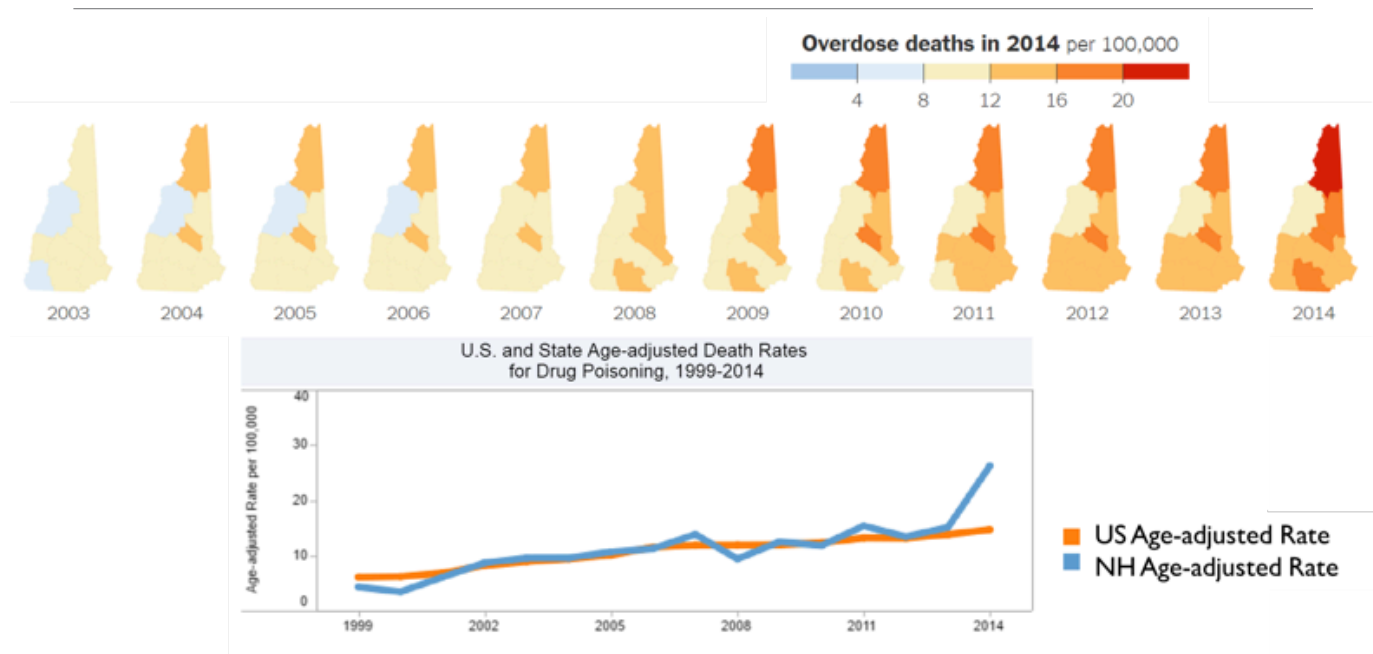 Overdose deaths in 2014 per 100,000
4 8 12 16 20
2003 2004 2005 2006 2007 2008 2009 2010 2011 2012 2013 2014
U.S. and State Age-adjusted Death Rates
for Drug Poisoning, 1999-2014
Age-adjusted Rate per 100,000
40
30
20
10
0
1999 2002 2005 2008 2011 2014
US Age-adjusted Rate
NH Age-adjusted Rate